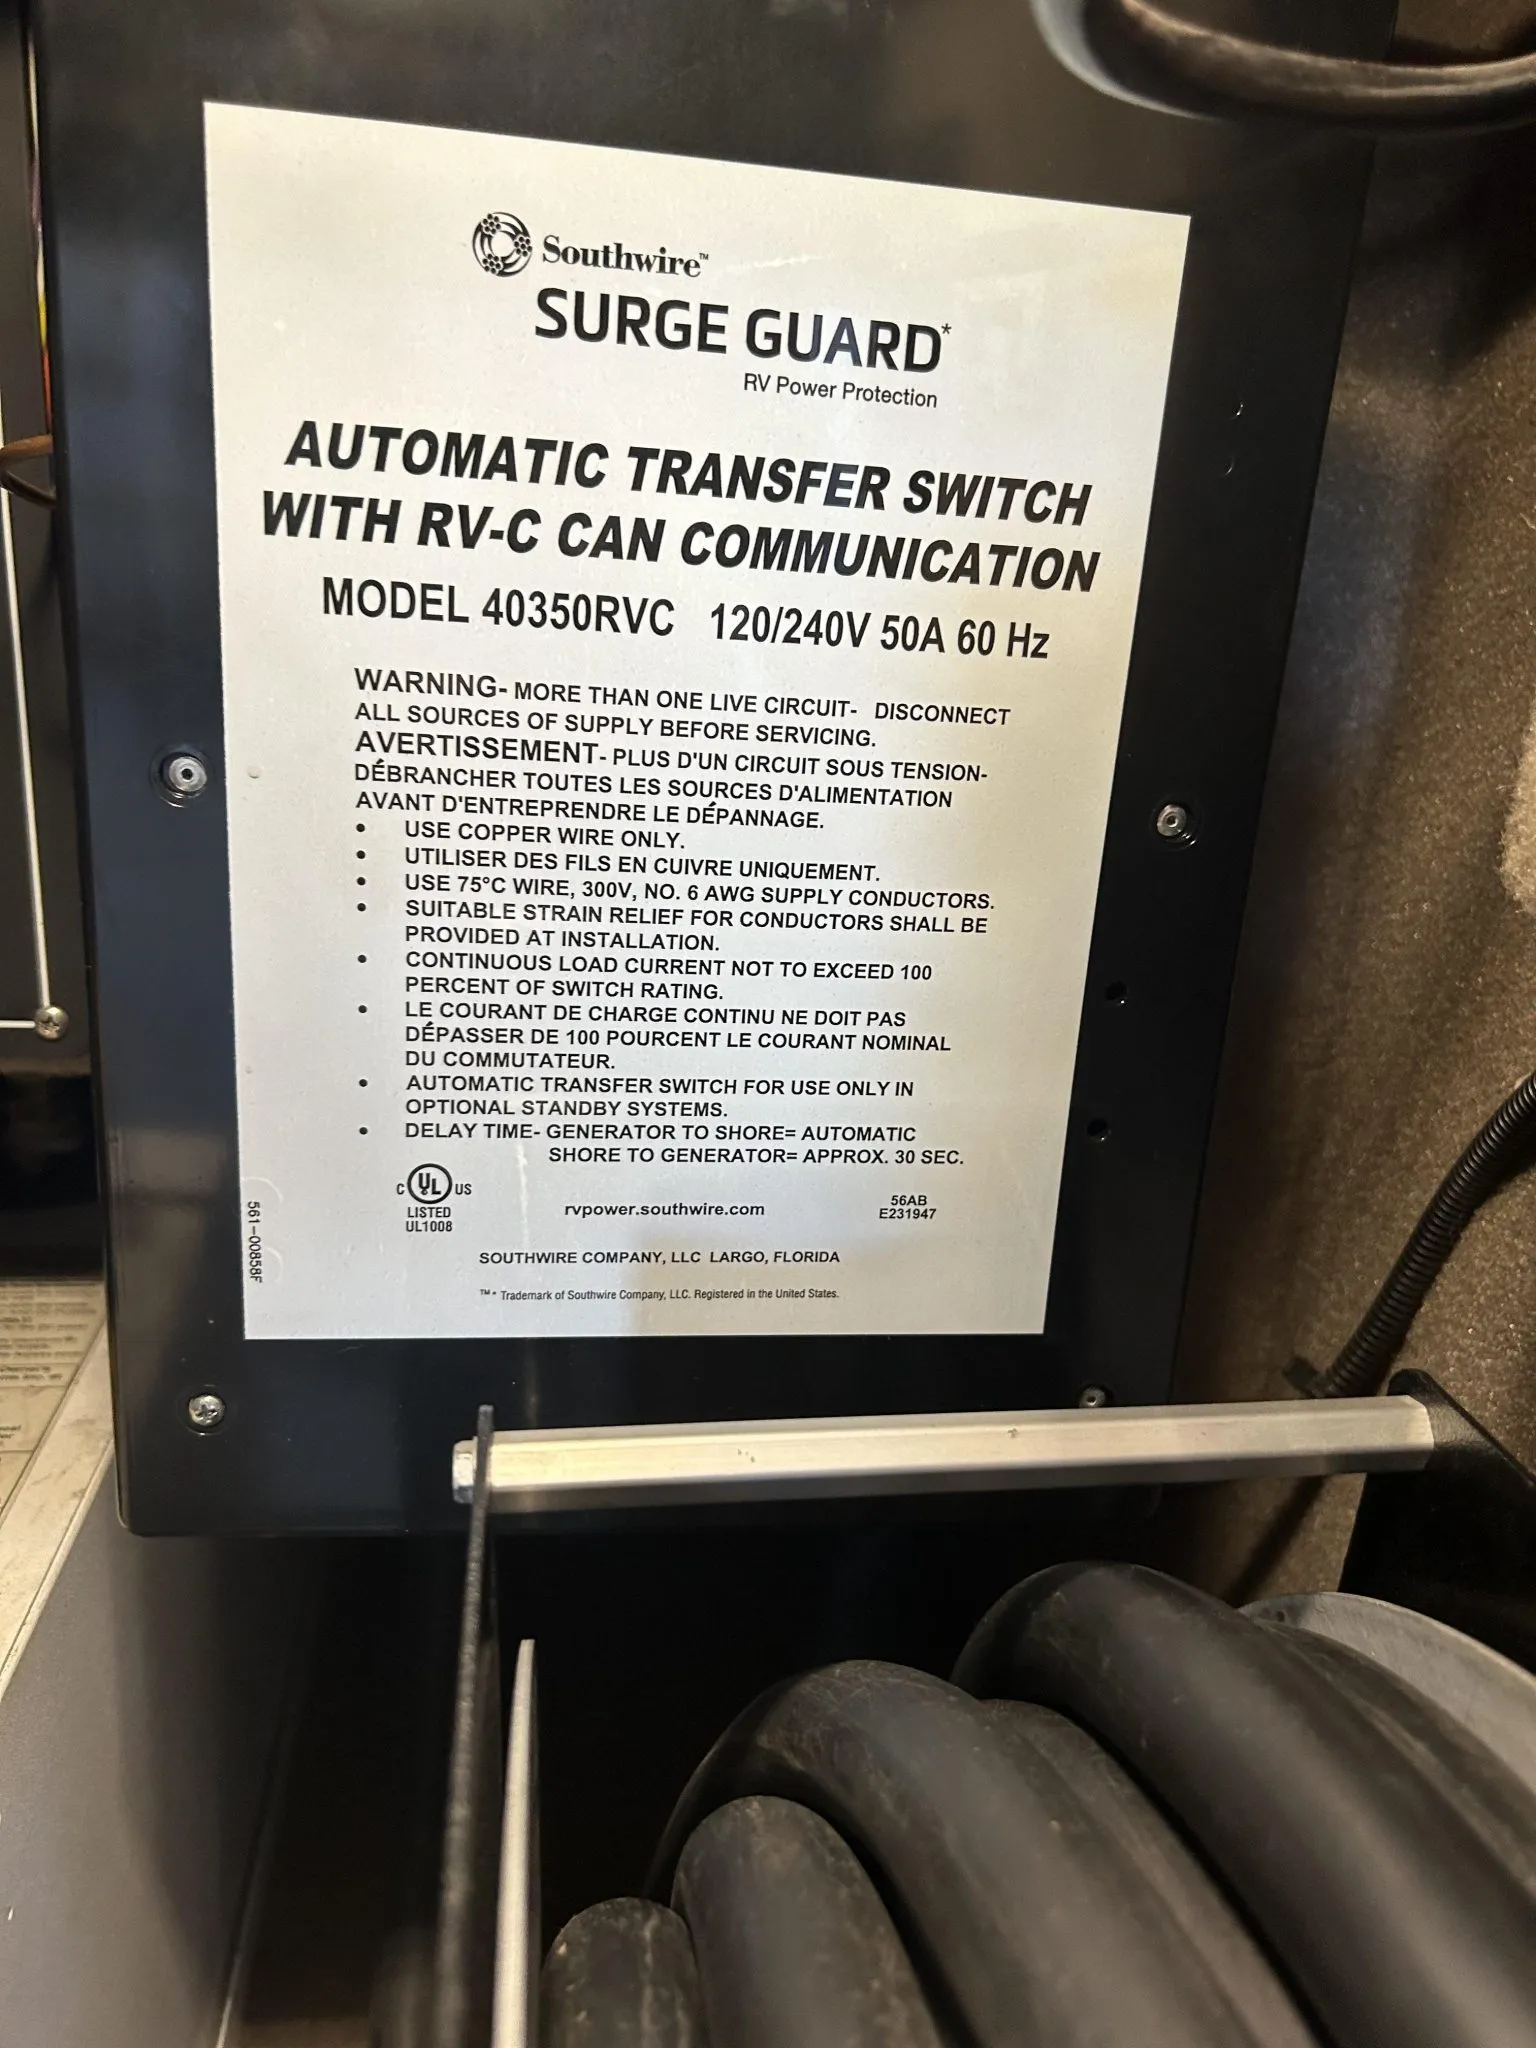 Southwire™
SURGE GUARD*
RV Power Protection
AUTOMATIC TRANSFER SWITCH
WITH RV-C CAN COMMUNICATION
MODEL 40350RVC 120/240V 50A 60 Hz
WARNING- MORE THAN ONE LIVE CIRCUIT- DISCONNECT
ALL SOURCES OF SUPPLY BEFORE SERVICING.
AVERTISSEMENT- PLUS D'UN CIRCUIT SOUS TENSION-
DÉBRANCHER TOUTES LES SOURCES D'ALIMENTATION
AVANT D'ENTREPRENDRE LE DÉPANNAGE.
• USE COPPER WIRE ONLY.
• UTILISER DES FILS EN CUIVRE UNIQUEMENT.
• USE 75°C WIRE, 300V, NO. 6 AWG SUPPLY CONDUCTORS.
• SUITABLE STRAIN RELIEF FOR CONDUCTORS SHALL BE
PROVIDED AT INSTALLATION.
• CONTINUOUS LOAD CURRENT NOT TO EXCEED 100
PERCENT OF SWITCH RATING.
• LE COURANT DE CHARGE CONTINU NE DOIT PAS
DÉPASSER DE 100 POURCENT LE COURANT NOMINAL
DU COMMUTATEUR.
• AUTOMATIC TRANSFER SWITCH FOR USE ONLY IN
OPTIONAL STANDBY SYSTEMS.
• DELAY TIME- GENERATOR TO SHORE= AUTOMATIC
SHORE TO GENERATOR= APPROX. 30 SEC.
C UL US
LISTED
UL1008
rvpower.southwire.com
56AB
E231947
561-00858F
SOUTHWIRE COMPANY, LLC LARGO, FLORIDA
™* Trademark of Southwire Company, LLC. Registered in the United States.